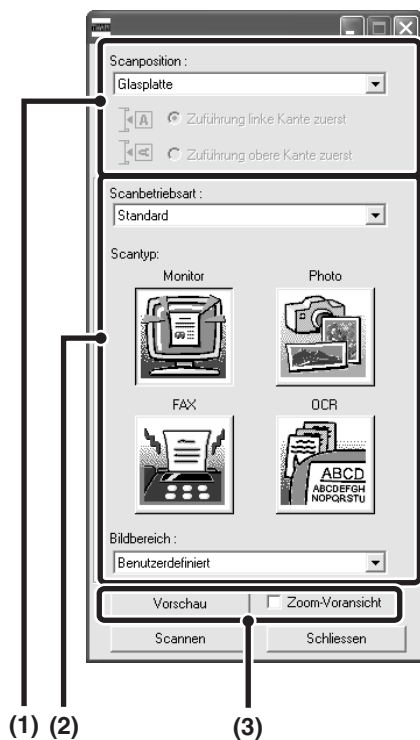 Scanposition :
Glasplatte
A Zuführung linke Kante zuerst
A Zuführung obere Kante zuerst
Scanbetriebsart :
Standard
Scantyp:
Monitor Photo
FAX OCR
ABCD
ABCDEFGH
NOPQRSTU
Bildbereich :
Benutzerdefiniert
Vorschau Zoom-Voransicht
Scannen Schliessen
(1) (2) (3)